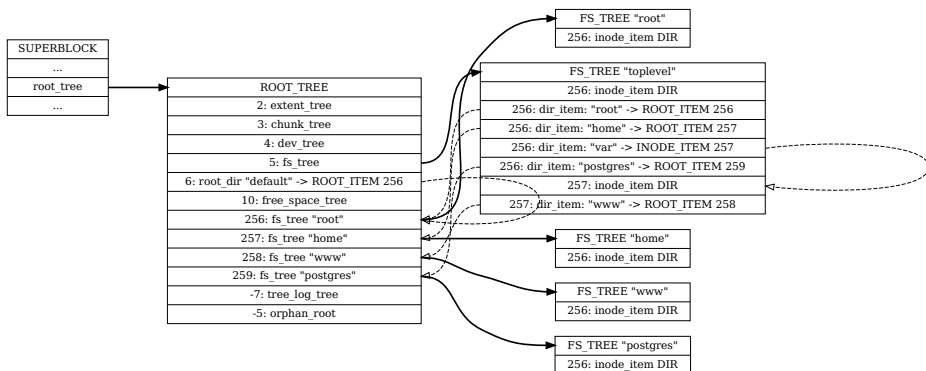 SUPERBLOCK
...
root_tree
...
ROOT_TREE
2: extent_tree
3: chunk_tree
4: dev_tree
5: fs_tree
6: root_dir "default" -> ROOT_ITEM 256
10: free_space_tree
256: fs_tree "root"
257: fs_tree "home"
258: fs_tree "www"
259: fs_tree "postgres"
-7: tree_log_tree
-5: orphan_root
FS_TREE "root"
256: inode_item DIR
FS_TREE "toplevel"
256: inode_item DIR
256: dir_item: "root" -> ROOT_ITEM 256
256: dir_item: "home" -> ROOT_ITEM 257
256: dir_item: "var" -> INODE_ITEM 257
256: dir_item: "postgres" -> ROOT_ITEM 259
257: inode_item DIR
257: dir_item: "www" -> ROOT_ITEM 258
FS_TREE "home"
256: inode_item DIR
FS_TREE "www"
256: inode_item DIR
FS_TREE "postgres"
256: inode_item DIR